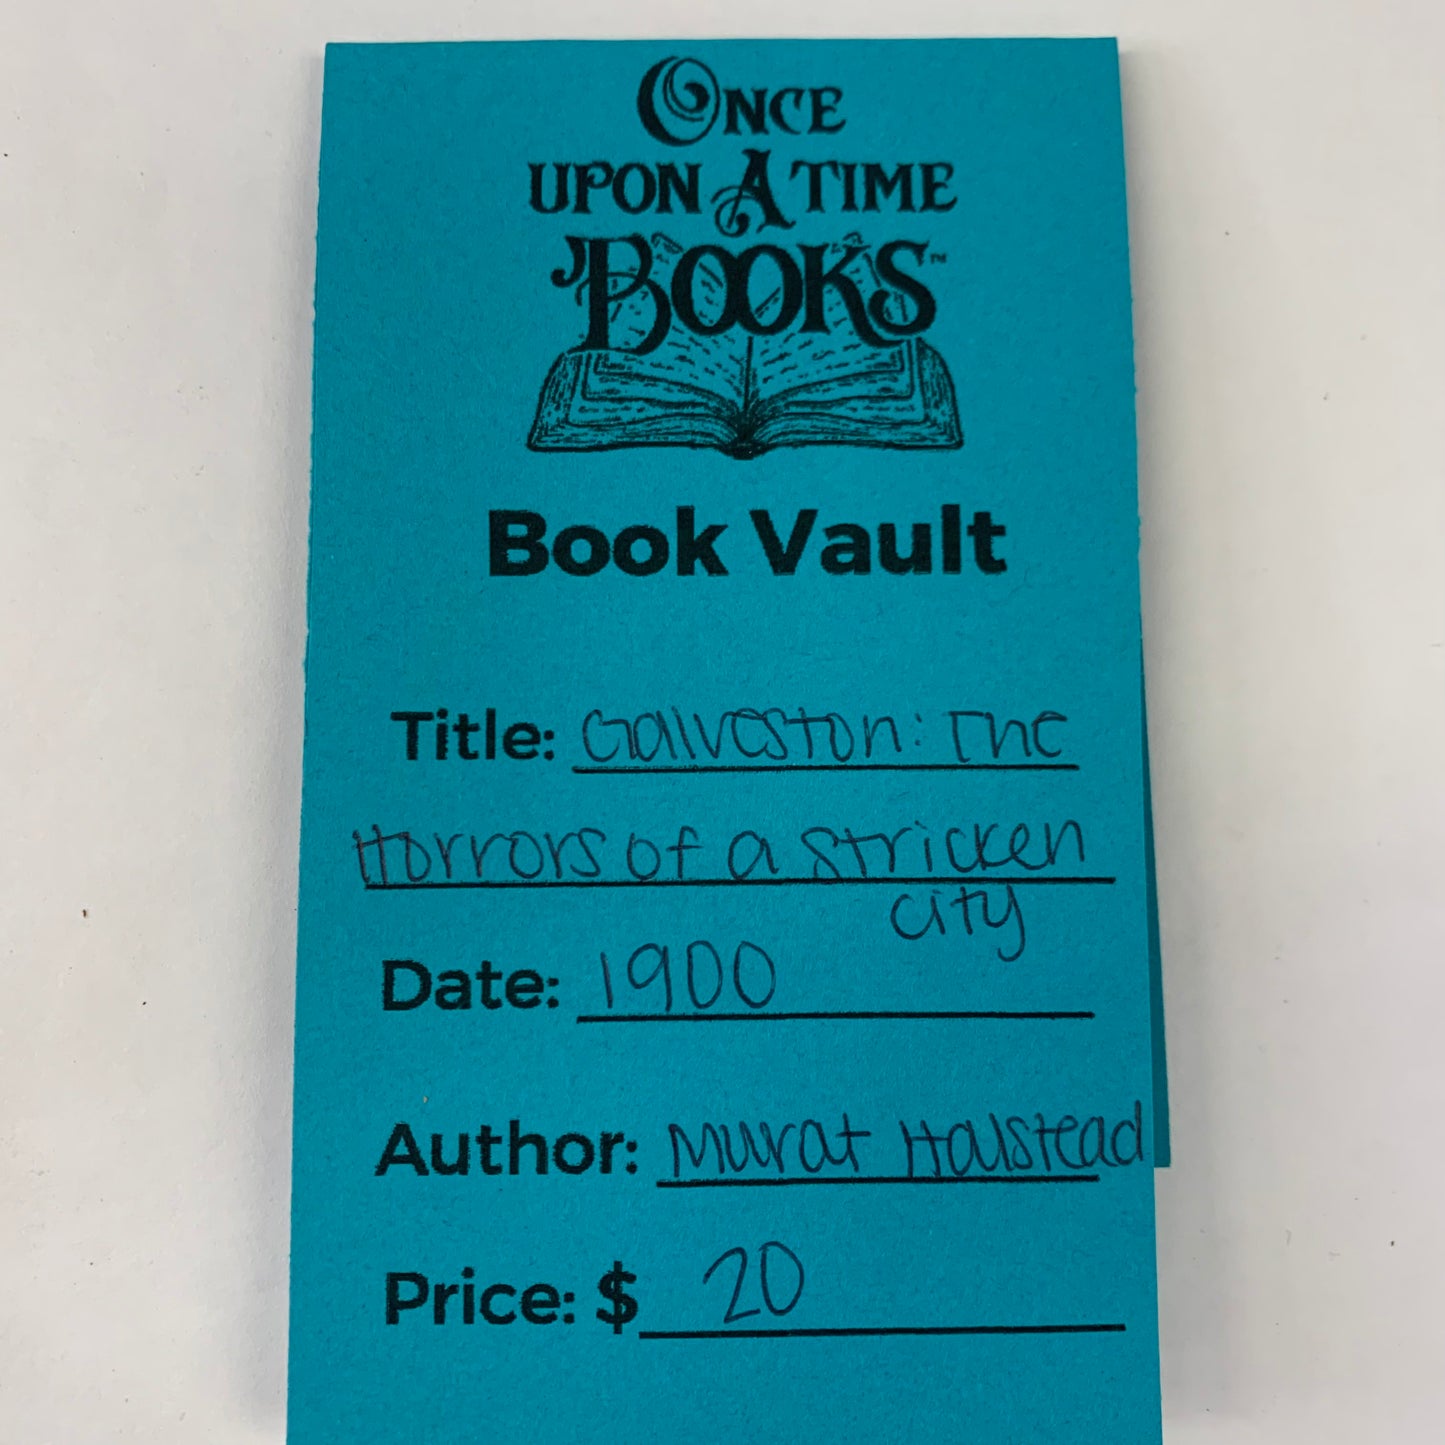 ONCE
UPON A TIME
BOOKS™
Book Vault
Title: Galveston: The
Horrors of a stricken
city
Date: 1900
Author: Murat Halstead
Price: $ 20